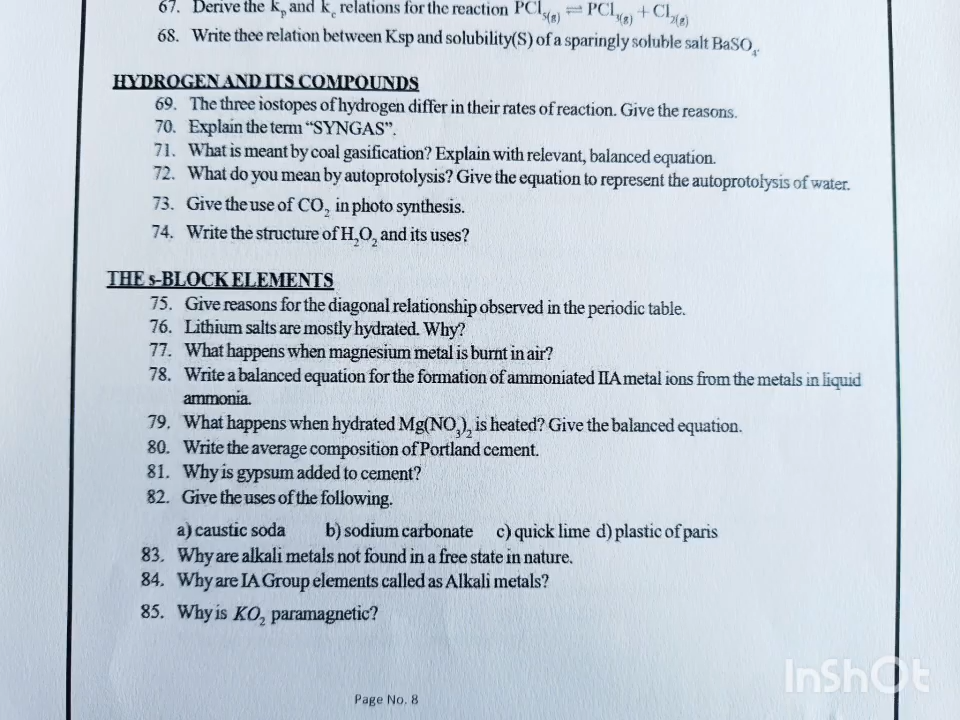 67. Derive the kp and kc relations for the reaction PCl5(g) ⇌ PCl3(g) + Cl2(g)
68. Write thee relation between Ksp and solubility(S) of a sparingly soluble salt BaSO4.
HYDROGEN AND ITS COMPOUNDS
69. The three iostopes of hydrogen differ in their rates of reaction. Give the reasons.
70. Explain the term “SYNGAS”.
71. What is meant by coal gasification? Explain with relevant, balanced equation.
72. What do you mean by autoprotolysis? Give the equation to represent the autoprotolysis of water.
73. Give the use of CO2 in photo synthesis.
74. Write the structure of H2O2 and its uses?
THE s-BLOCK ELEMENTS
75. Give reasons for the diagonal relationship observed in the periodic table.
76. Lithium salts are mostly hydrated. Why?
77. What happens when magnesium metal is burnt in air?
78. Write a balanced equation for the formation of ammoniated IIA metal ions from the metals in liquid
ammonia.
79. What happens when hydrated Mg(NO3)2 is heated? Give the balanced equation.
80. Write the average composition of Portland cement.
81. Why is gypsum added to cement?
82. Give the uses of the following.
a) caustic soda b) sodium carbonate c) quick lime d) plastic of paris
83. Why are alkali metals not found in a free state in nature.
84. Why are IA Group elements called as Alkali metals?
85. Why is KO2 paramagnetic?
Page No. 8
InShOt